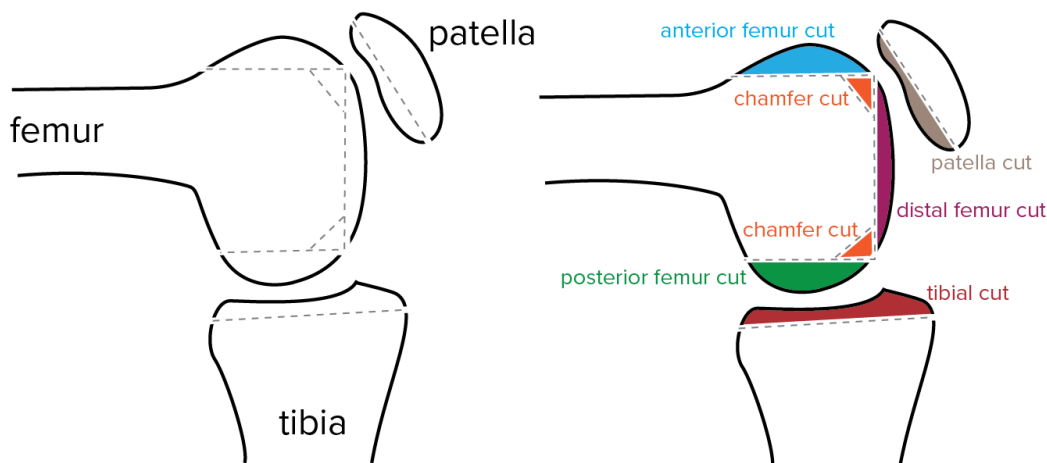 patella
femur
tibia
anterior femur cut
chamfer cut
patella cut
distal femur cut
chamfer cut
posterior femur cut
tibial cut